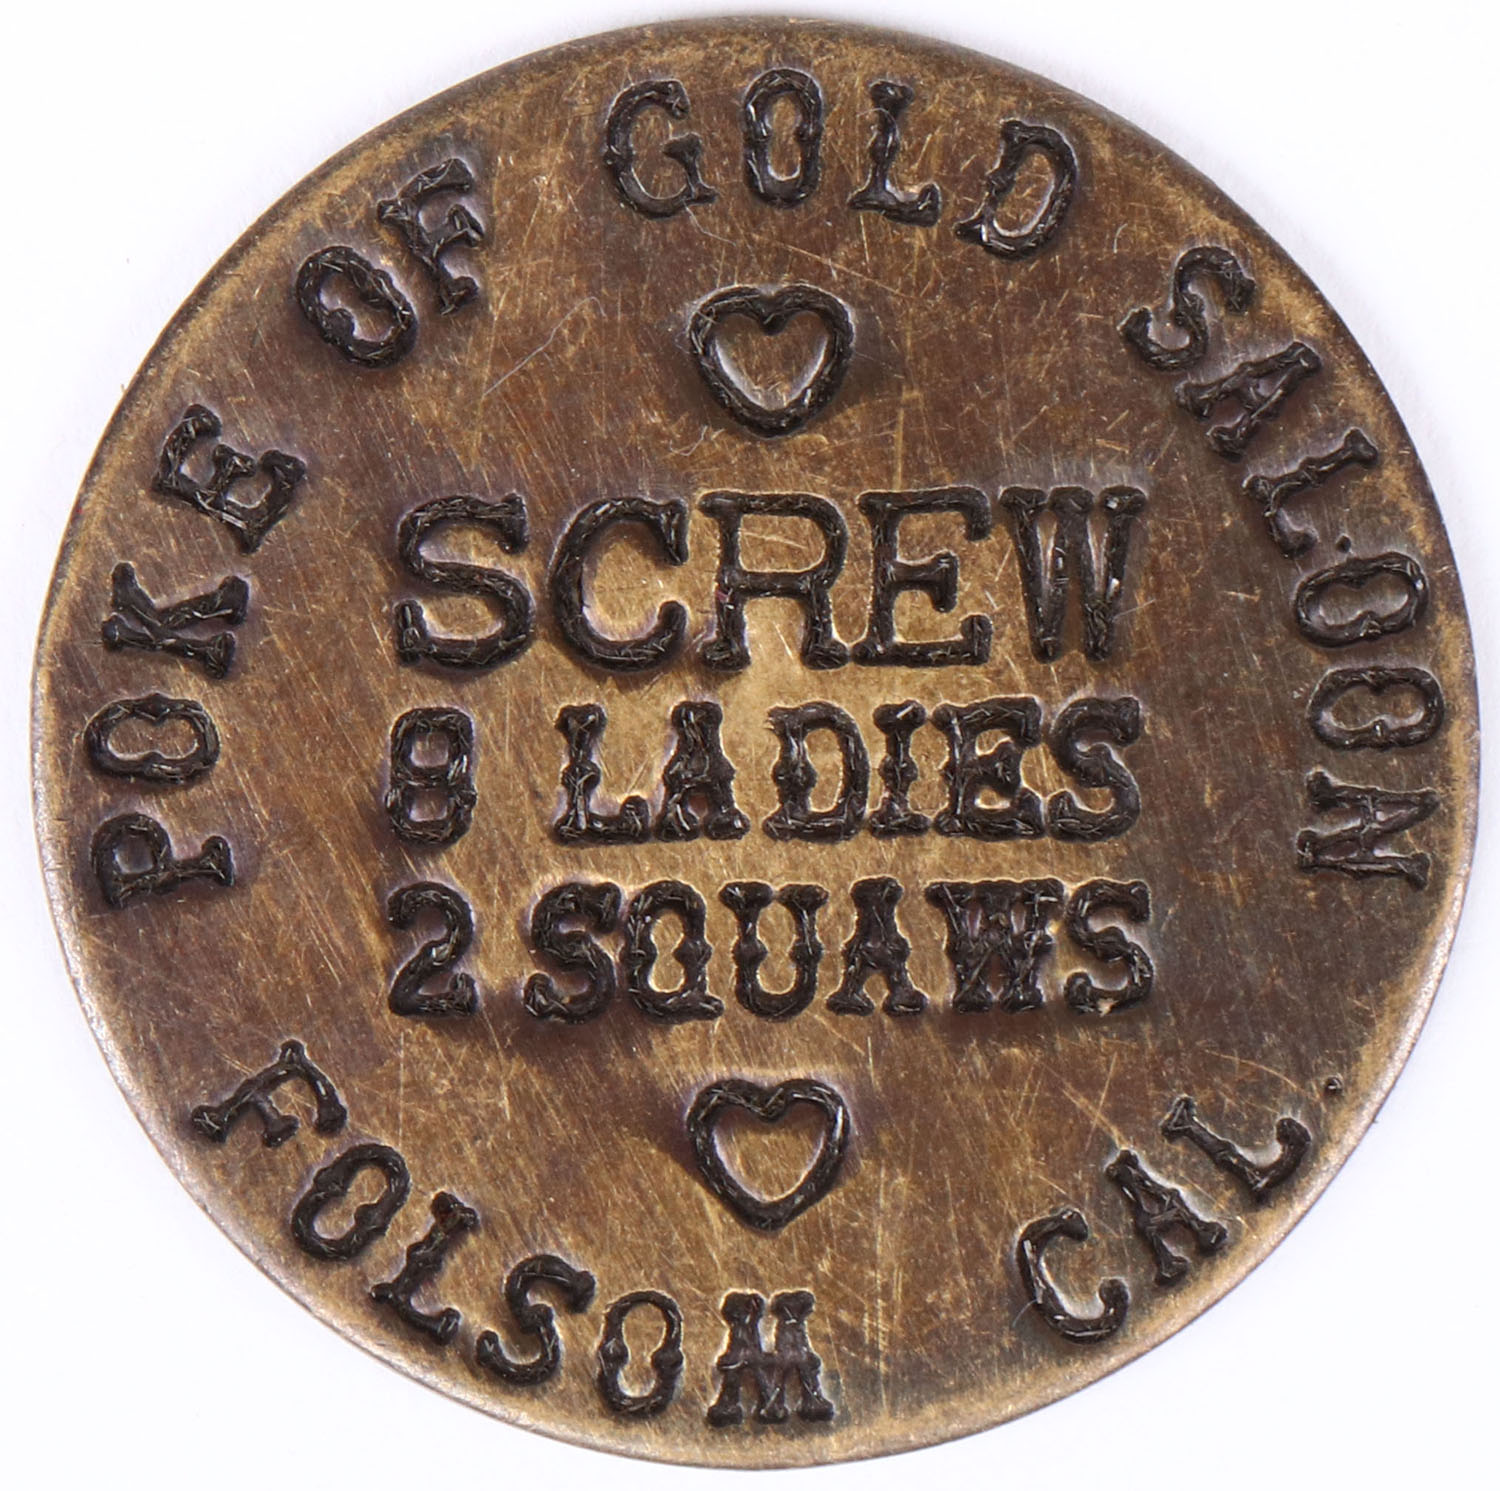 POKE OF GOLD SALOON
SCREW
8 LADIES
2 SQUAWS
FOLSOM CAL.